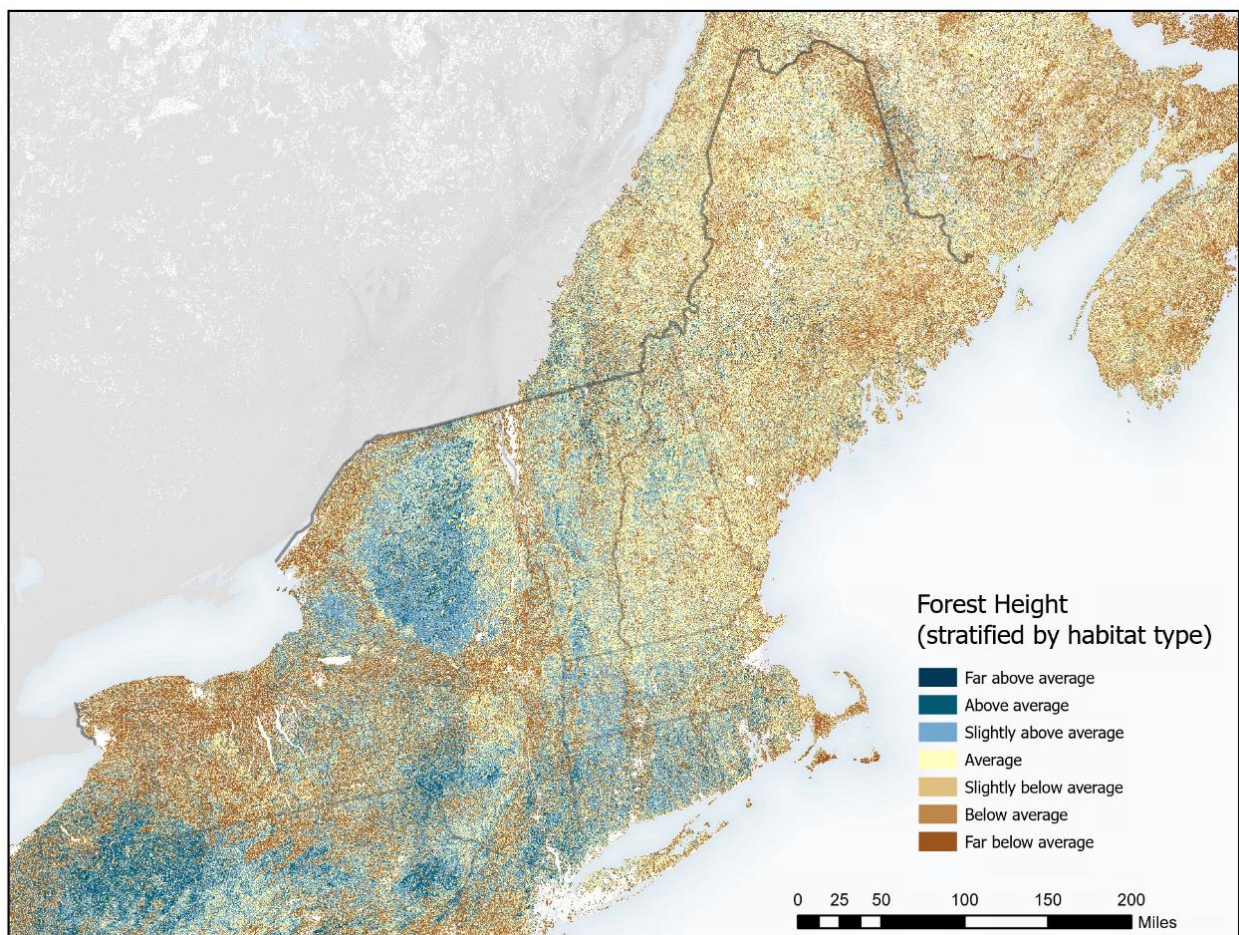 Forest Height
(stratified by habitat type)
Far above average
Above average
Slightly above average
Average
Slightly below average
Below average
Far below average
0 25 50 100 150 200
Miles